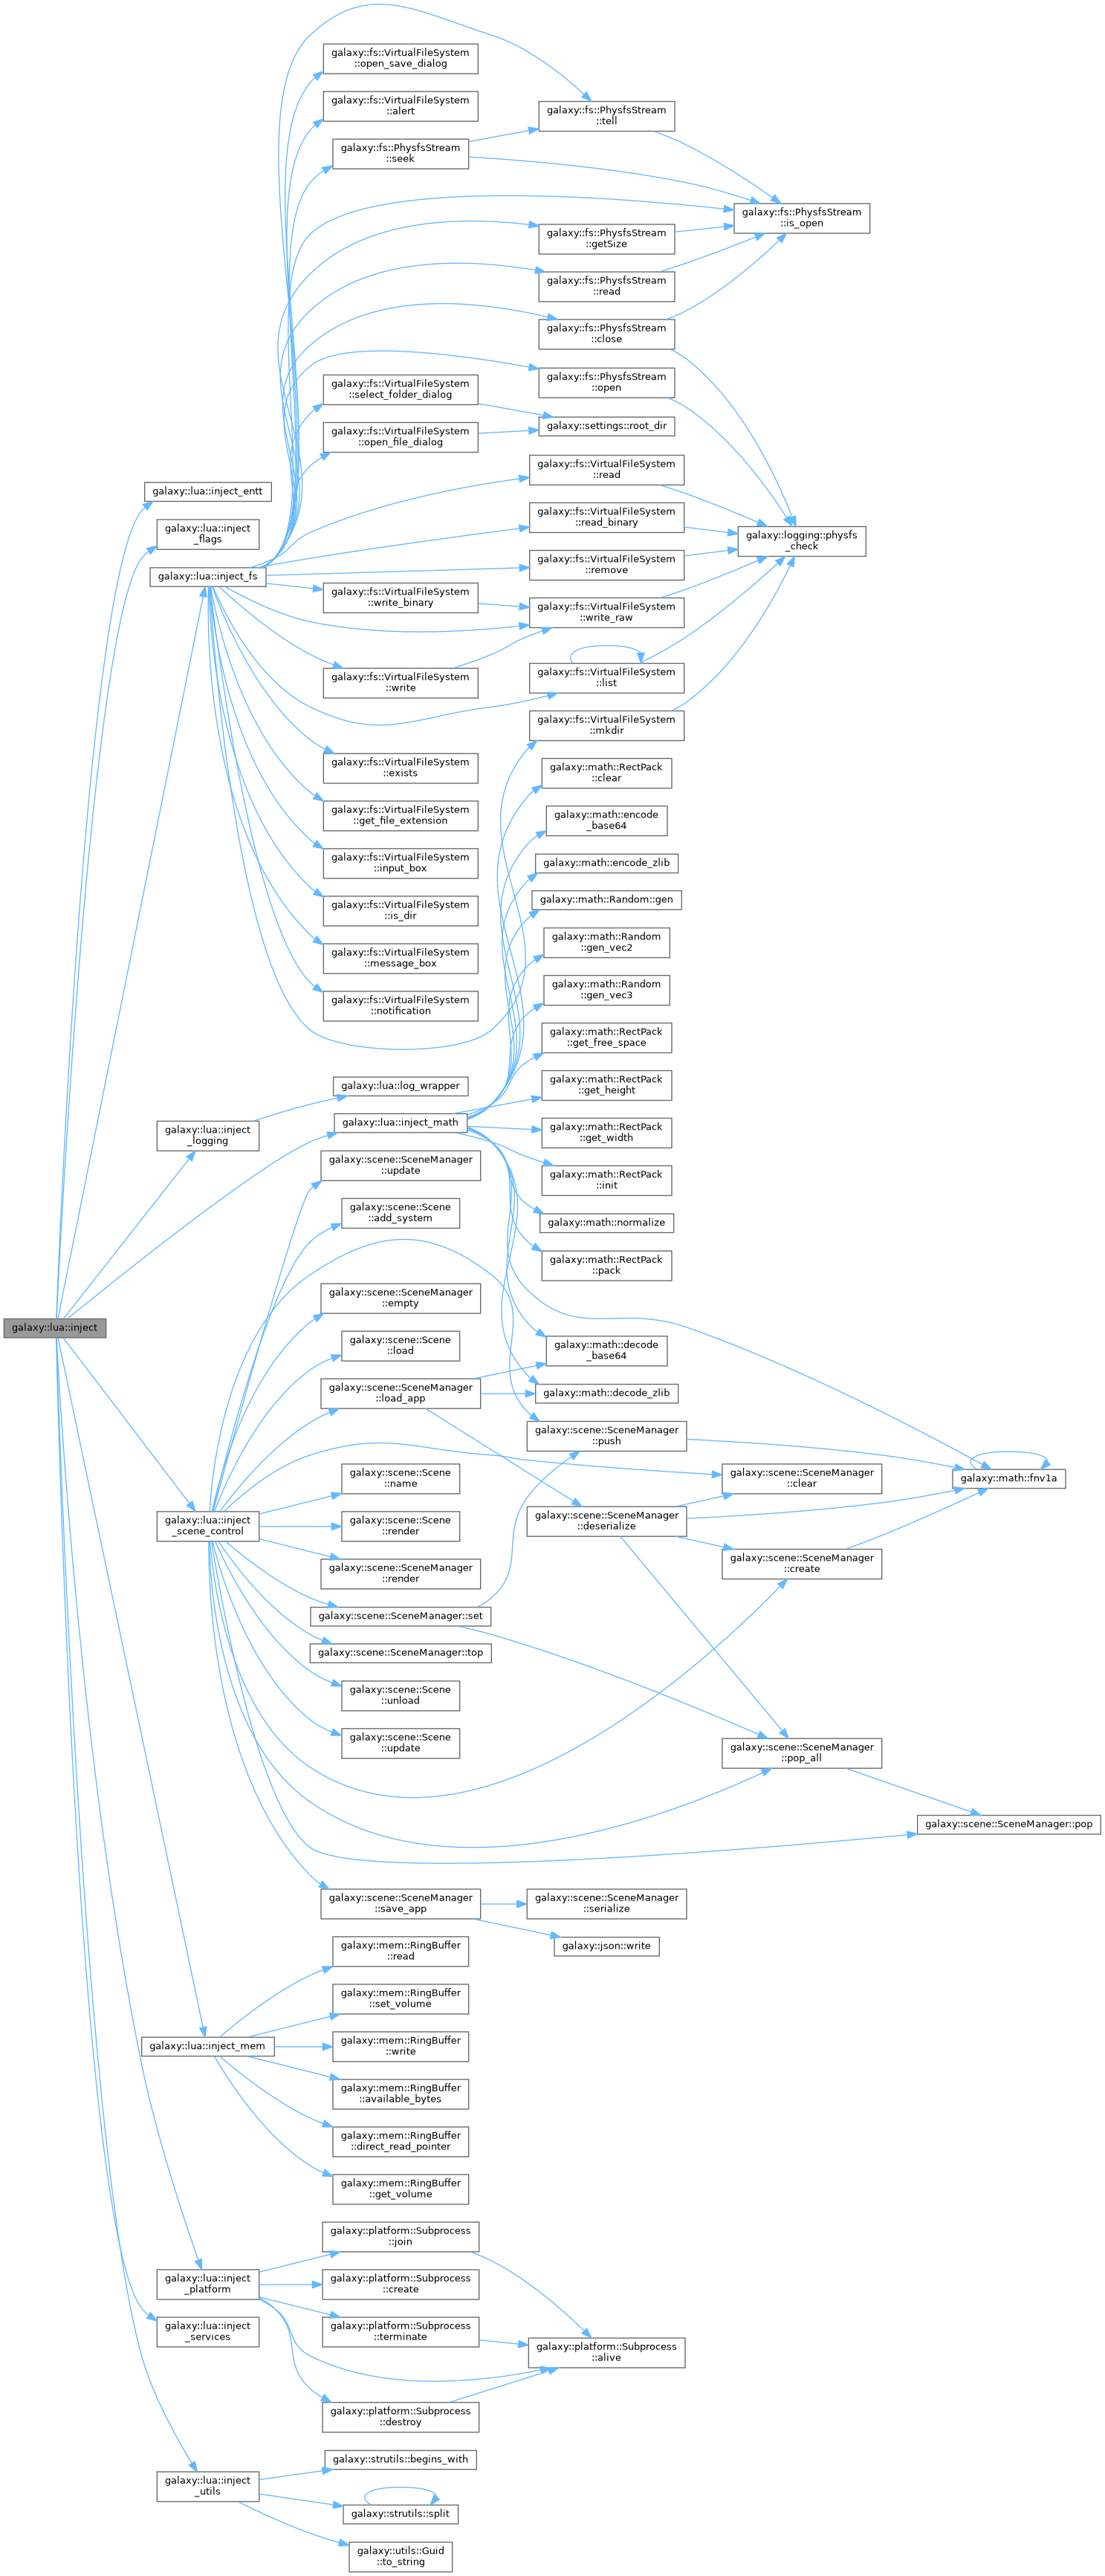 galaxy::fs::VirtualFileSystem
::open_save_dialog
galaxy::fs::VirtualFileSystem
::alert
galaxy::fs::PhysfsStream
::tell
galaxy::fs::PhysfsStream
::seek
galaxy::fs::PhysfsStream
::is_open
galaxy::fs::PhysfsStream
::getSize
galaxy::fs::PhysfsStream
::read
galaxy::fs::PhysfsStream
::close
galaxy::fs::PhysfsStream
::open
galaxy::fs::VirtualFileSystem
::select_folder_dialog
galaxy::settings::root_dir
galaxy::fs::VirtualFileSystem
::open_file_dialog
galaxy::fs::VirtualFileSystem
::read
galaxy::lua::inject_entt
galaxy::fs::VirtualFileSystem
::read_binary
galaxy::lua::inject
_flags
galaxy::logging::physfs
_check
galaxy::fs::VirtualFileSystem
::remove
galaxy::lua::inject_fs
galaxy::fs::VirtualFileSystem
::write_binary
galaxy::fs::VirtualFileSystem
::write_raw
galaxy::fs::VirtualFileSystem
::list
galaxy::fs::VirtualFileSystem
::write
galaxy::fs::VirtualFileSystem
::mkdir
galaxy::fs::VirtualFileSystem
::exists
galaxy::math::RectPack
::clear
galaxy::fs::VirtualFileSystem
::get_file_extension
galaxy::math::encode
_base64
galaxy::fs::VirtualFileSystem
::input_box
galaxy::math::encode_zlib
galaxy::fs::VirtualFileSystem
::is_dir
galaxy::math::Random::gen
galaxy::fs::VirtualFileSystem
::message_box
galaxy::math::Random
::gen_vec2
galaxy::fs::VirtualFileSystem
::notification
galaxy::math::Random
::gen_vec3
galaxy::math::RectPack
::get_free_space
galaxy::lua::log_wrapper
galaxy::math::RectPack
::get_height
galaxy::lua::inject_math
galaxy::lua::inject
_logging
galaxy::math::RectPack
::get_width
galaxy::scene::SceneManager
::update
galaxy::math::RectPack
::init
galaxy::scene::Scene
::add_system
galaxy::math::normalize
galaxy::math::RectPack
::pack
galaxy::scene::SceneManager
::empty
galaxy::lua::inject
galaxy::scene::Scene
::load
galaxy::math::decode
_base64
galaxy::scene::SceneManager
::load_app
galaxy::math::decode_zlib
galaxy::scene::SceneManager
::push
galaxy::scene::Scene
::name
galaxy::scene::SceneManager
::clear
galaxy::math::fnv1a
galaxy::lua::inject
_scene_control
galaxy::scene::Scene
::render
galaxy::scene::SceneManager
::deserialize
galaxy::scene::SceneManager
::render
galaxy::scene::SceneManager
::create
galaxy::scene::SceneManager::set
galaxy::scene::SceneManager::top
galaxy::scene::Scene
::unload
galaxy::scene::Scene
::update
galaxy::scene::SceneManager
::pop_all
galaxy::scene::SceneManager::pop
galaxy::scene::SceneManager
::save_app
galaxy::scene::SceneManager
::serialize
galaxy::json::write
galaxy::mem::RingBuffer
::read
galaxy::mem::RingBuffer
::set_volume
galaxy::lua::inject_mem
galaxy::mem::RingBuffer
::write
galaxy::mem::RingBuffer
::available_bytes
galaxy::mem::RingBuffer
::direct_read_pointer
galaxy::mem::RingBuffer
::get_volume
galaxy::platform::Subprocess
::join
galaxy::lua::inject
_platform
galaxy::platform::Subprocess
::create
galaxy::lua::inject
_services
galaxy::platform::Subprocess
::terminate
galaxy::platform::Subprocess
::alive
galaxy::platform::Subprocess
::destroy
galaxy::strutils::begins_with
galaxy::lua::inject
_utils
galaxy::strutils::split
galaxy::utils::Guid
::to_string